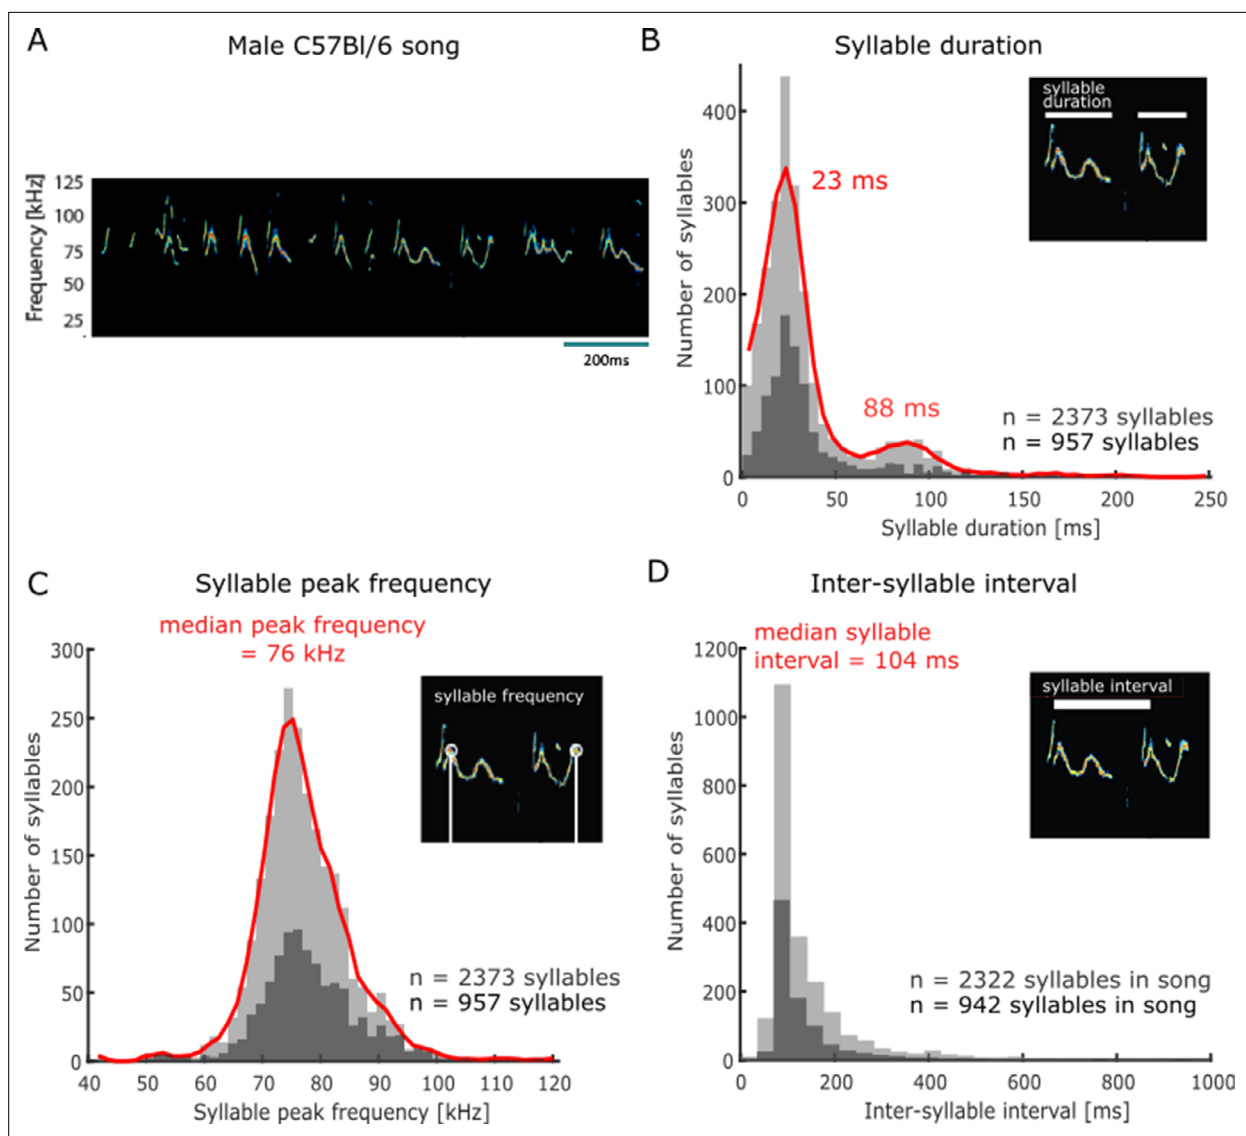 A
Male C57Bl/6 song
Frequency [kHz]
125
100
75
50
25
200ms
B
Syllable duration
Number of syllables
400
300
200
100
0
syllable
duration
23 ms
88 ms
n = 2373 syllables
n = 957 syllables
0 50 100 150 200 250
Syllable duration [ms]
C
Syllable peak frequency
median peak frequency
= 76 kHz
Number of syllables
300
250
200
150
100
50
0
syllable frequency
n = 2373 syllables
n = 957 syllables
40 50 60 70 80 90 100 110 120
Syllable peak frequency [kHz]
D
Inter-syllable interval
median syllable
interval = 104 ms
Number of syllables
1200
1000
800
600
400
200
0
syllable interval
n = 2322 syllables in song
n = 942 syllables in song
0 200 400 600 800 1000
Inter-syllable interval [ms]